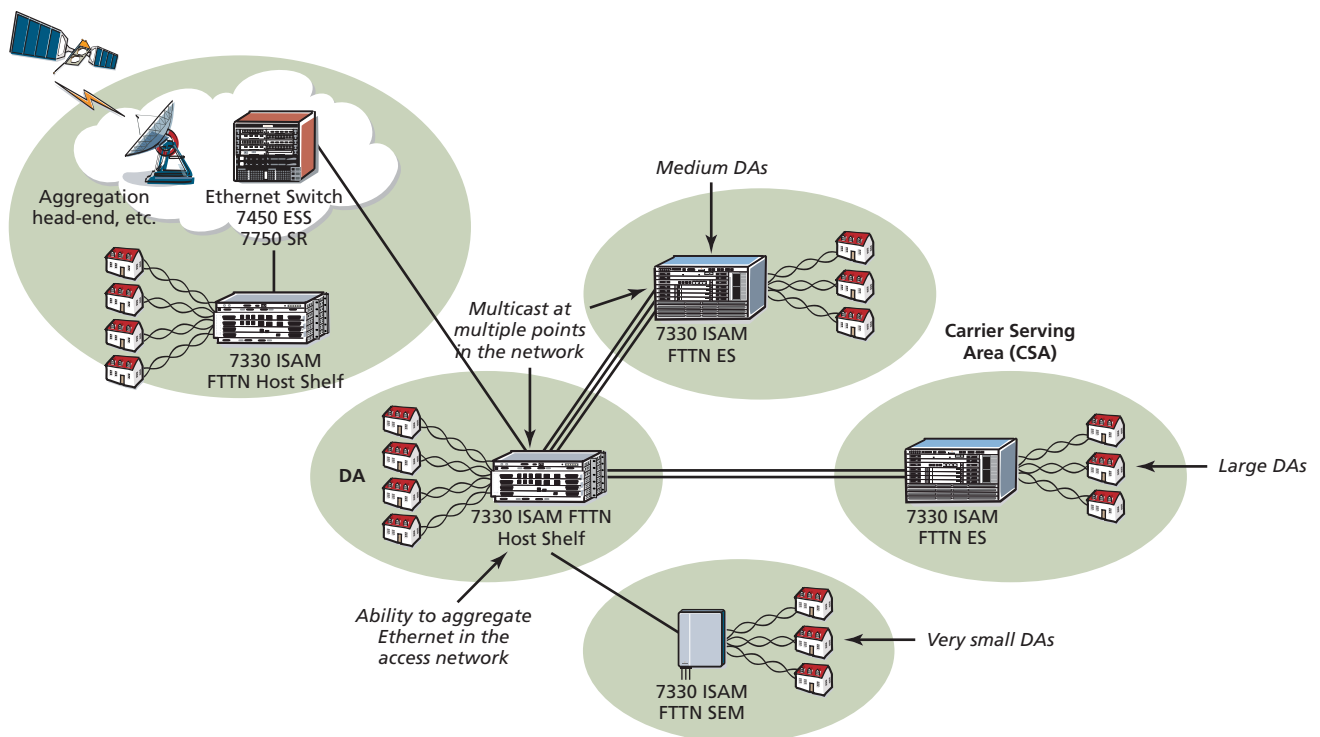 Aggregation
head-end, etc.
Ethernet Switch
7450 ESS
7750 SR
7330 ISAM
FTTN Host Shelf
Medium DAs
Multicast at
multiple points
in the network
7330 ISAM
FTTN ES
Carrier Serving
Area (CSA)
DA
7330 ISAM FTTN
Host Shelf
7330 ISAM
FTTN ES
Large DAs
Ability to aggregate
Ethernet in the
access network
7330 ISAM
FTTN SEM
Very small DAs